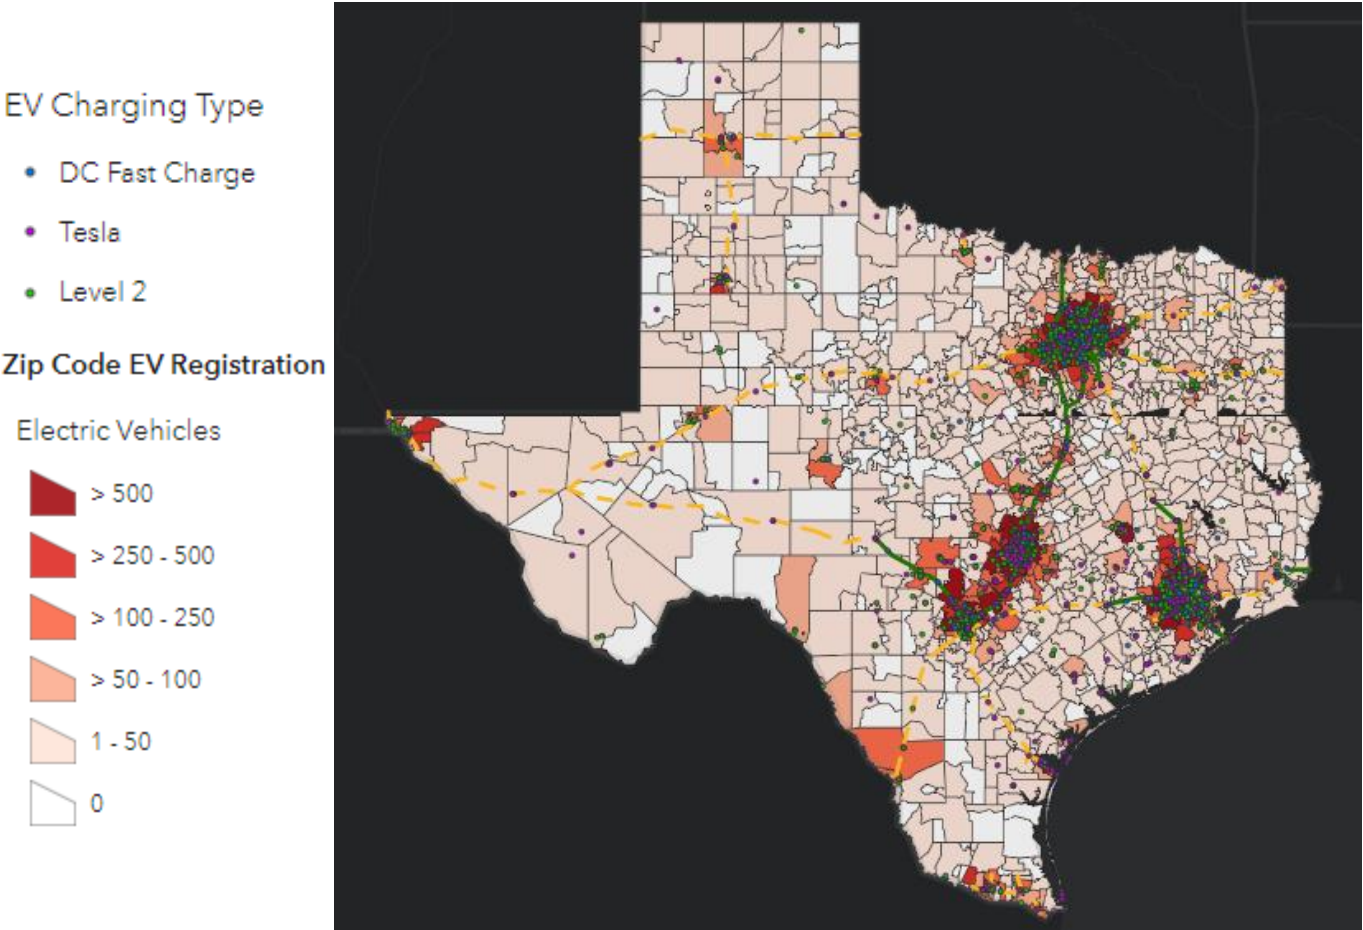 EV Charging Type
DC Fast Charge
Tesla
Level 2
Zip Code EV Registration
Electric Vehicles
> 500
> 250 - 500
> 100 - 250
> 50 - 100
1 - 50
0